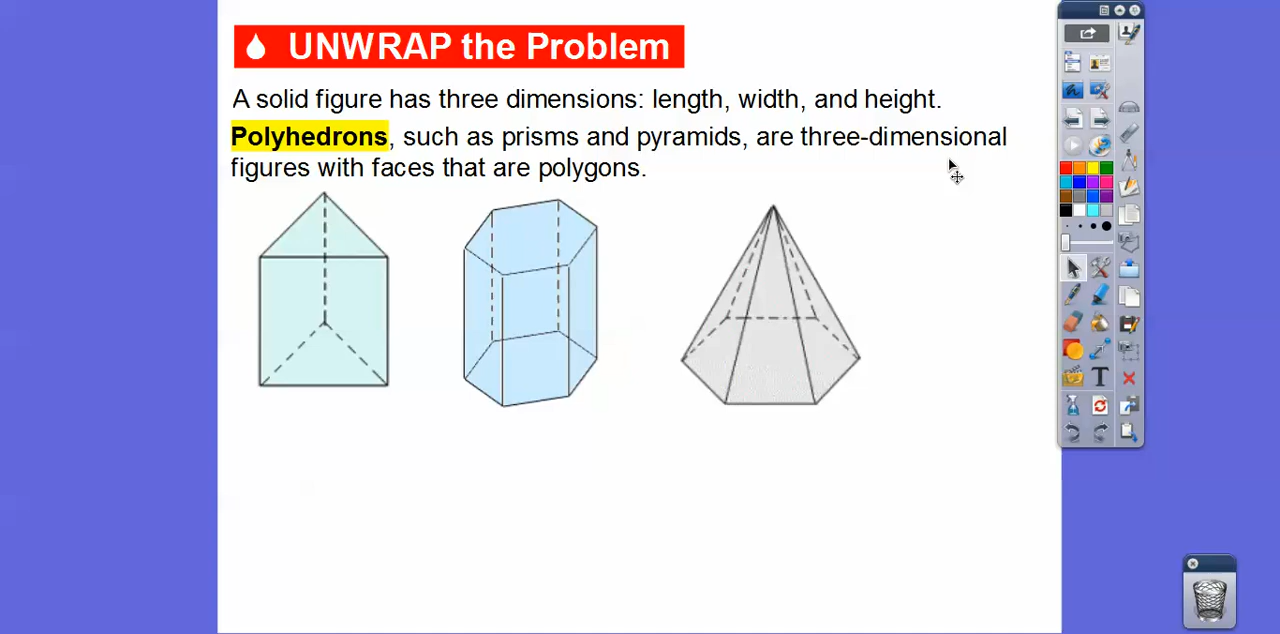 UNWRAP the Problem
A solid figure has three dimensions: length, width, and height.
Polyhedrons, such as prisms and pyramids, are three-dimensional
figures with faces that are polygons.
T